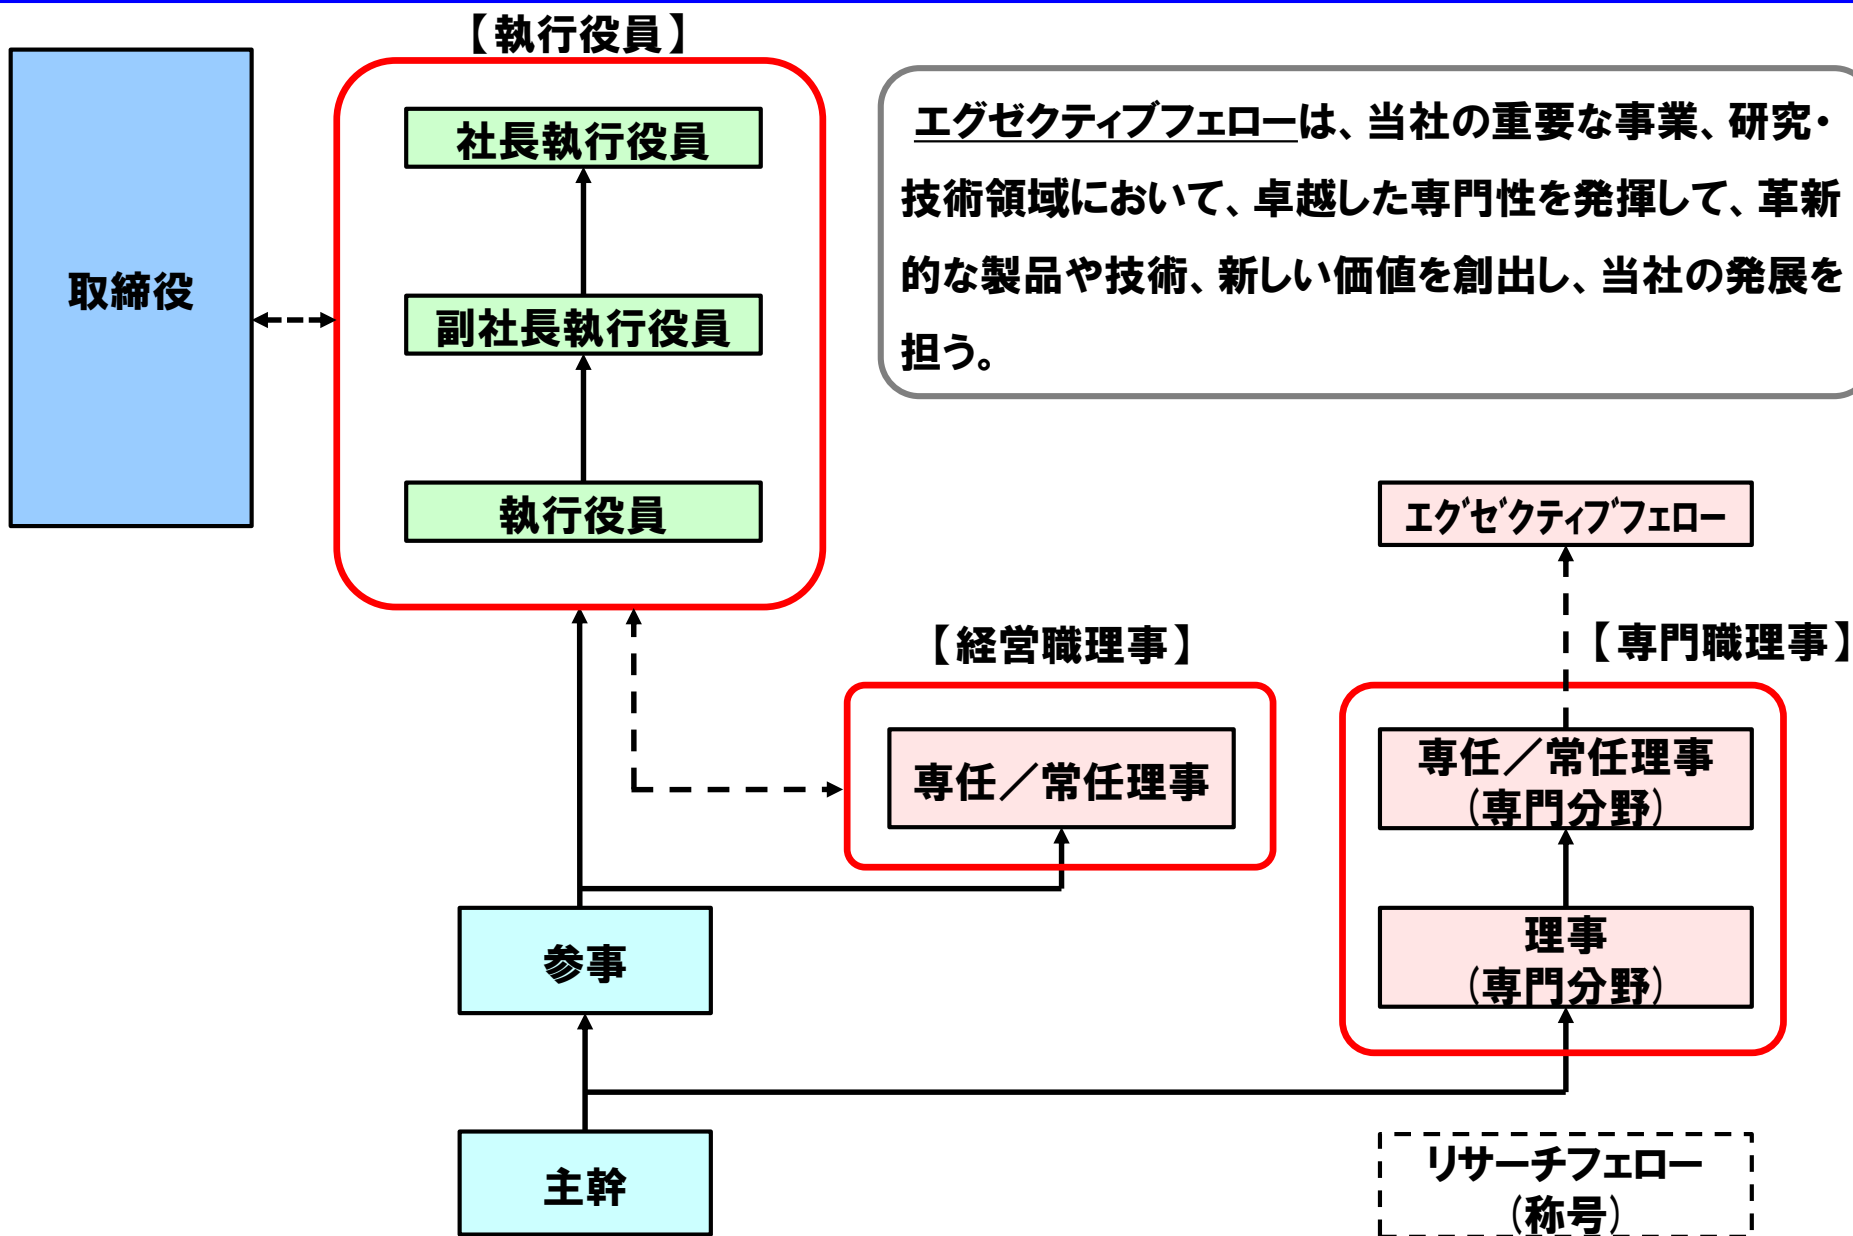 【執行役員】
取締役
社長執行役員
副社長執行役員
執行役員
エグゼクティブフェローは、当社の重要な事業、研究・
技術領域において、卓越した専門性を発揮して、革新
的な製品や技術、新しい価値を創出し、当社の発展を
担う。
エグゼクティブフェロー
【経営職理事】
【専門職理事】
専任／常任理事
専任／常任理事
(専門分野)
参事
理事
(専門分野)
主幹
リサーチフェロー
(称号)